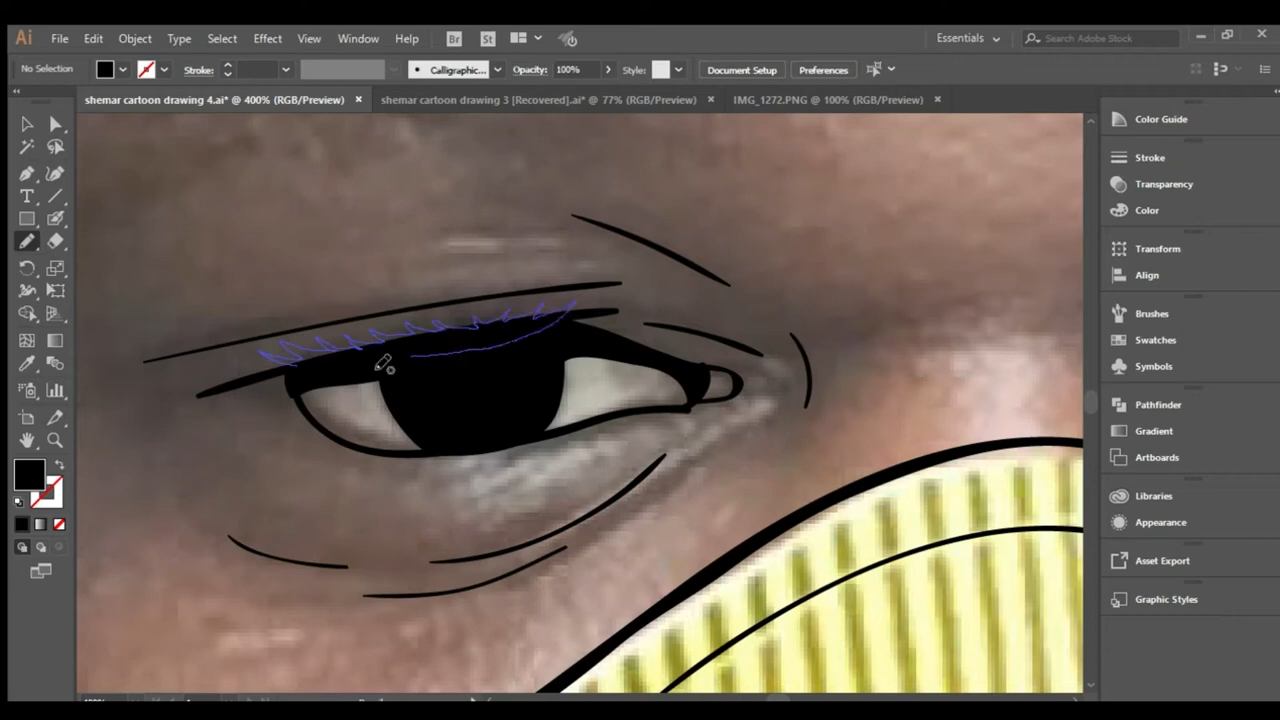 Ai File Edit Object Type Select Effect View Window Help Br St Essentials Search Adobe Stock
No Selection Stroke: Calligraphic... Opacity: 100% Style: Document Setup Preferences
shemar cartoon drawing 4.ai* @ 400% (RGB/Preview) × shemar cartoon drawing 3 [Recovered].ai* @ 77% (RGB/Preview) × IMG_1272.PNG @ 100% (RGB/Preview) ×
Color Guide
Stroke
Transparency
Color
Transform
Align
Brushes
Swatches
Symbols
Pathfinder
Gradient
Artboards
Libraries
Appearance
Asset Export
Graphic Styles